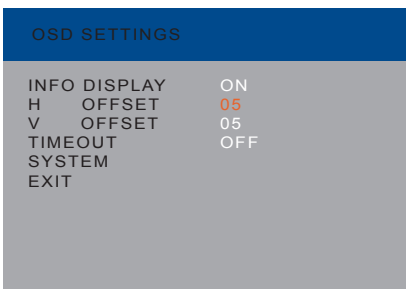 OSD SETTINGS
INFO DISPLAY ON
H OFFSET 05
V OFFSET 05
TIMEOUT OFF
SYSTEM
EXIT